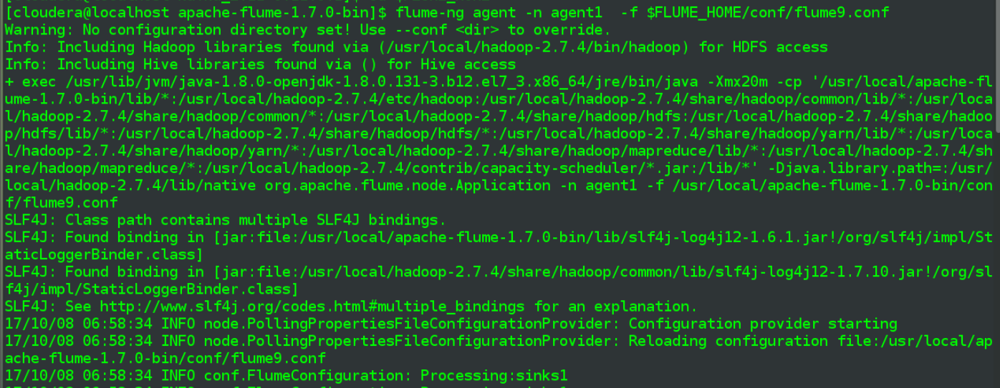 [cloudera@localhost apache-flume-1.7.0-bin]$ flume-ng agent -n agent1  -f $FLUME_HOME/conf/flume9.conf
Warning: No configuration directory set! Use --conf <dir> to override.
Info: Including Hadoop libraries found via (/usr/local/hadoop-2.7.4/bin/hadoop) for HDFS access
Info: Including Hive libraries found via () for Hive access
+ exec /usr/lib/jvm/java-1.8.0-openjdk-1.8.0.131-3.b12.el7_3.x86_64/jre/bin/java -Xmx20m -cp '/usr/local/apache-fl
ume-1.7.0-bin/lib/*:/usr/local/hadoop-2.7.4/etc/hadoop:/usr/local/hadoop-2.7.4/share/hadoop/common/lib/*:/usr/loca
l/hadoop-2.7.4/share/hadoop/common/*:/usr/local/hadoop-2.7.4/share/hadoop/hdfs:/usr/local/hadoop-2.7.4/share/hadoo
p/hdfs/lib/*:/usr/local/hadoop-2.7.4/share/hadoop/hdfs/*:/usr/local/hadoop-2.7.4/share/hadoop/yarn/lib/*:/usr/loca
l/hadoop-2.7.4/share/hadoop/yarn/*:/usr/local/hadoop-2.7.4/share/hadoop/mapreduce/lib/*:/usr/local/hadoop-2.7.4/sh
are/hadoop/mapreduce/*:/usr/local/hadoop-2.7.4/contrib/capacity-scheduler/*.jar:/lib/*' -Djava.library.path=:/usr/
local/hadoop-2.7.4/lib/native org.apache.flume.node.Application -n agent1 -f /usr/local/apache-flume-1.7.0-bin/con
f/flume9.conf
SLF4J: Class path contains multiple SLF4J bindings.
SLF4J: Found binding in [jar:file:/usr/local/apache-flume-1.7.0-bin/lib/slf4j-log4j12-1.6.1.jar!/org/slf4j/impl/St
aticLoggerBinder.class]
SLF4J: Found binding in [jar:file:/usr/local/hadoop-2.7.4/share/hadoop/common/lib/slf4j-log4j12-1.7.10.jar!/org/sl
f4j/impl/StaticLoggerBinder.class]
SLF4J: See http://www.slf4j.org/codes.html#multiple_bindings for an explanation.
17/10/08 06:58:34 INFO node.PollingPropertiesFileConfigurationProvider: Configuration provider starting
17/10/08 06:58:34 INFO node.PollingPropertiesFileConfigurationProvider: Reloading configuration file:/usr/local/ap
ache-flume-1.7.0-bin/conf/flume9.conf
17/10/08 06:58:34 INFO conf.FlumeConfiguration: Processing:sinks1